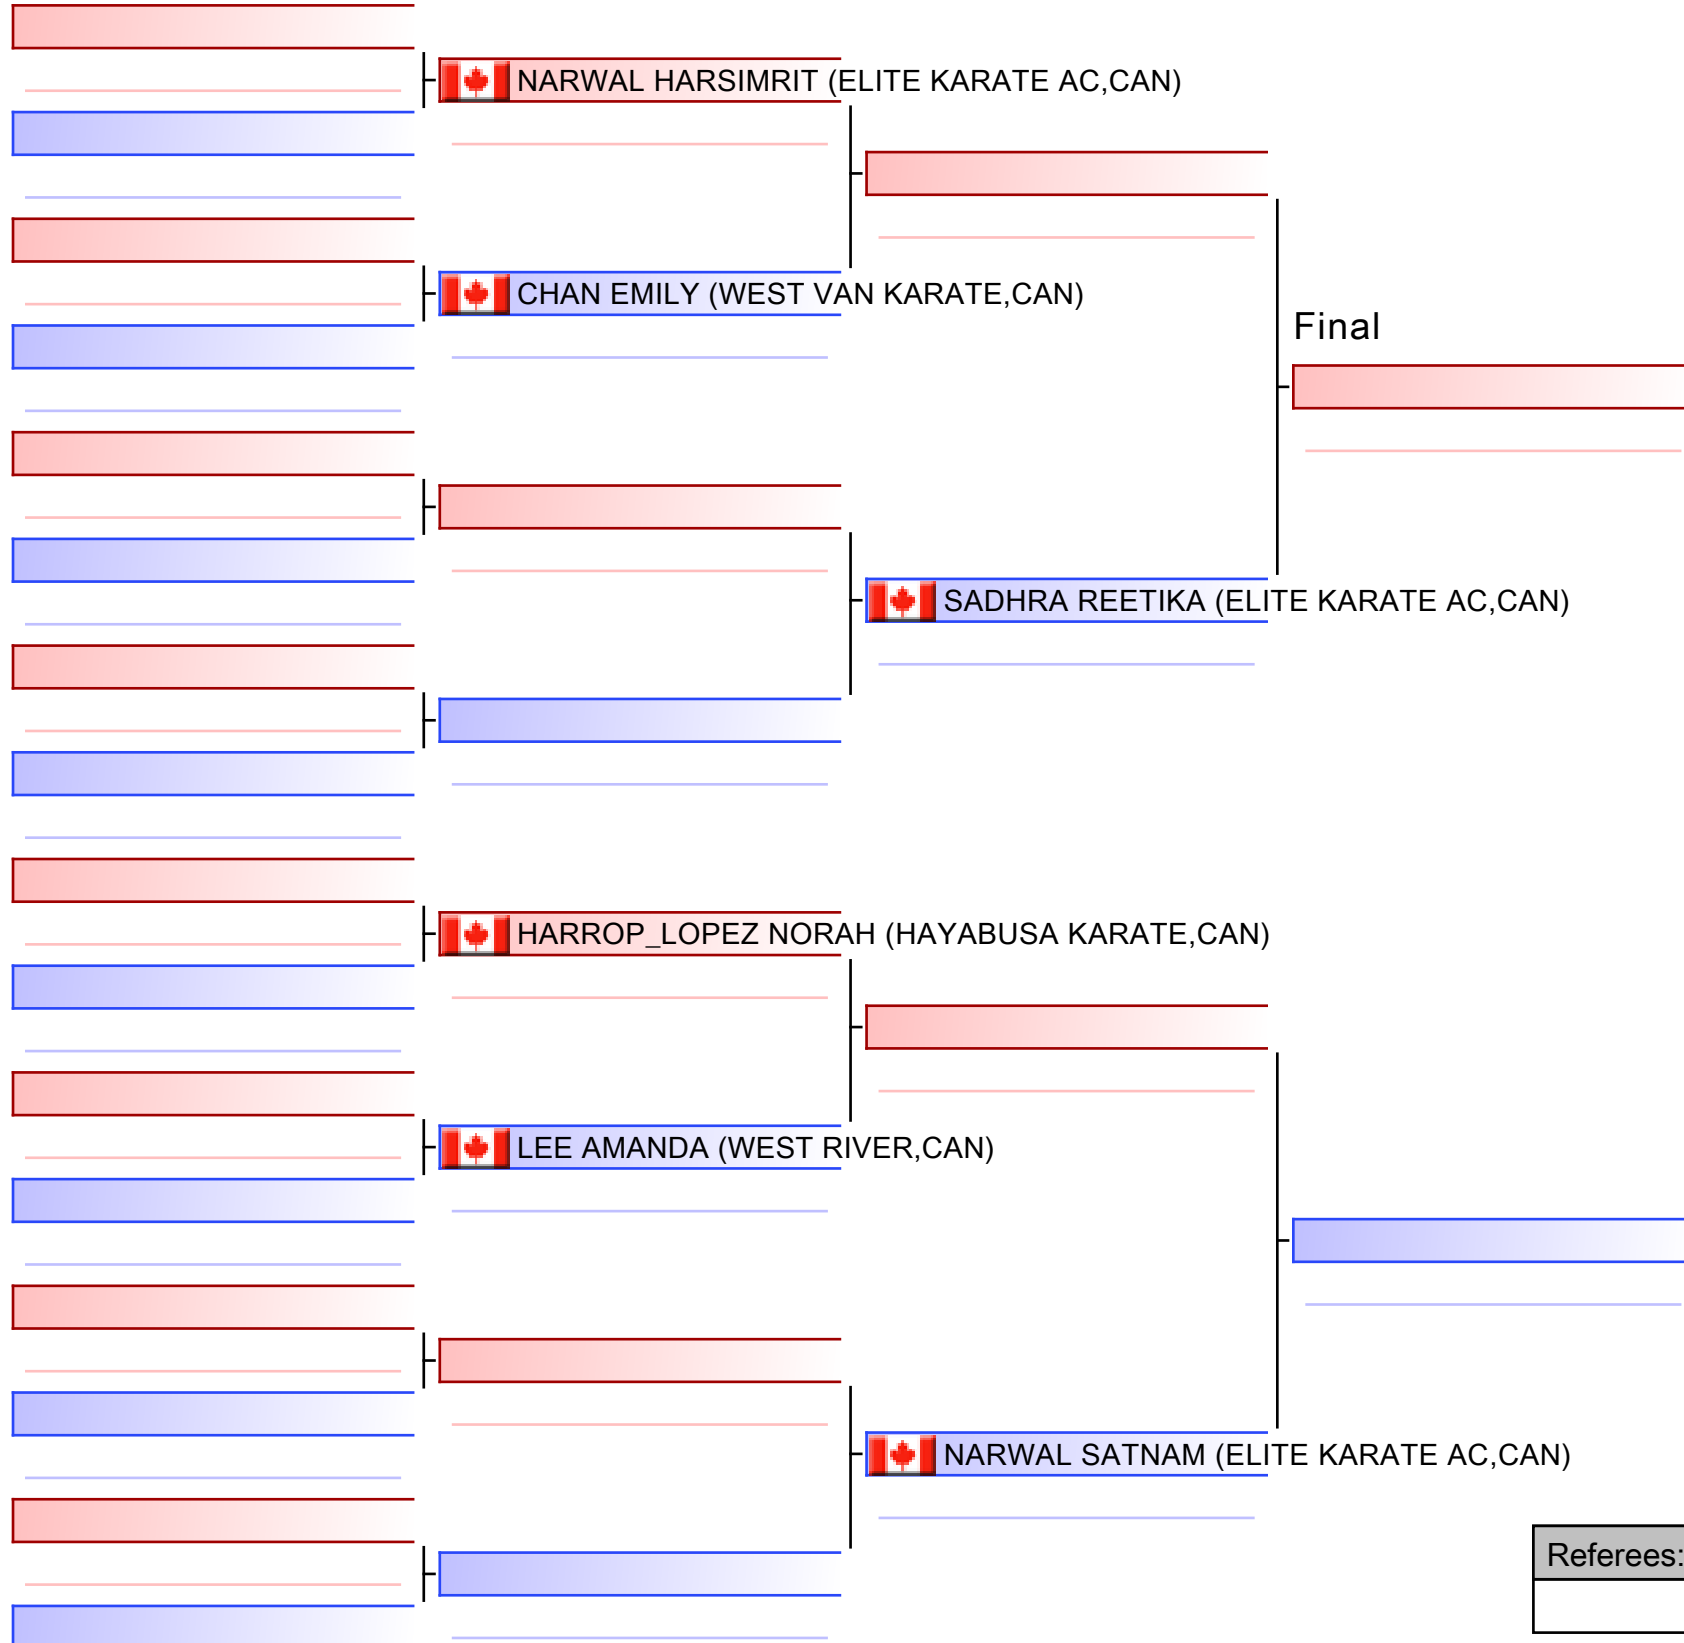 NARWAL HARSIMRIT (ELITE KARATE AC,CAN)
CHAN EMILY (WEST VAN KARATE,CAN)
Final
SADHRA REETIKA (ELITE KARATE AC,CAN)
HARROP_LOPEZ NORAH (HAYABUSA KARATE,CAN)
LEE AMANDA (WEST RIVER,CAN)
NARWAL SATNAM (ELITE KARATE AC,CAN)
Referees: